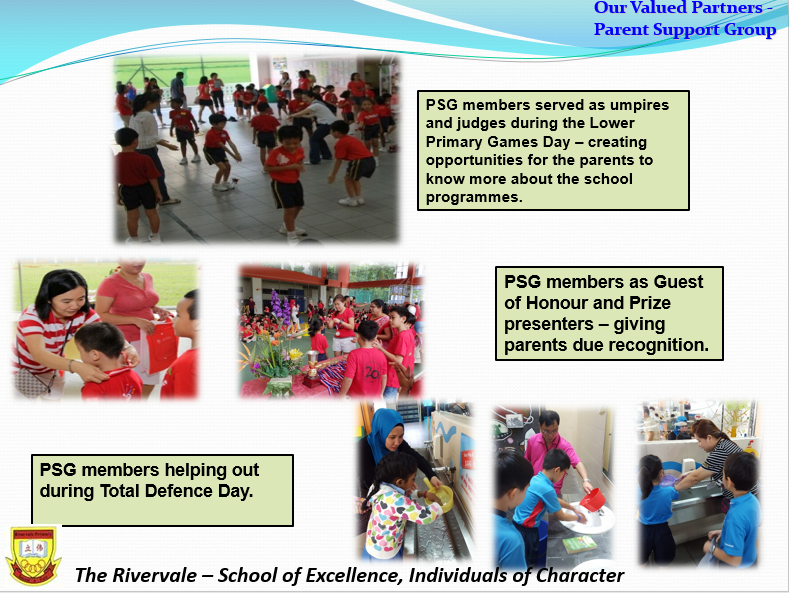 Our Valued Partners -
Parent Support Group
PSG members served as umpires
and judges during the Lower
Primary Games Day – creating
opportunities for the parents to
know more about the school
programmes.
PSG members as Guest
of Honour and Prize
presenters – giving
parents due recognition.
PSG members helping out
during Total Defence Day.
Rivervale Primary
The Rivervale – School of Excellence, Individuals of Character